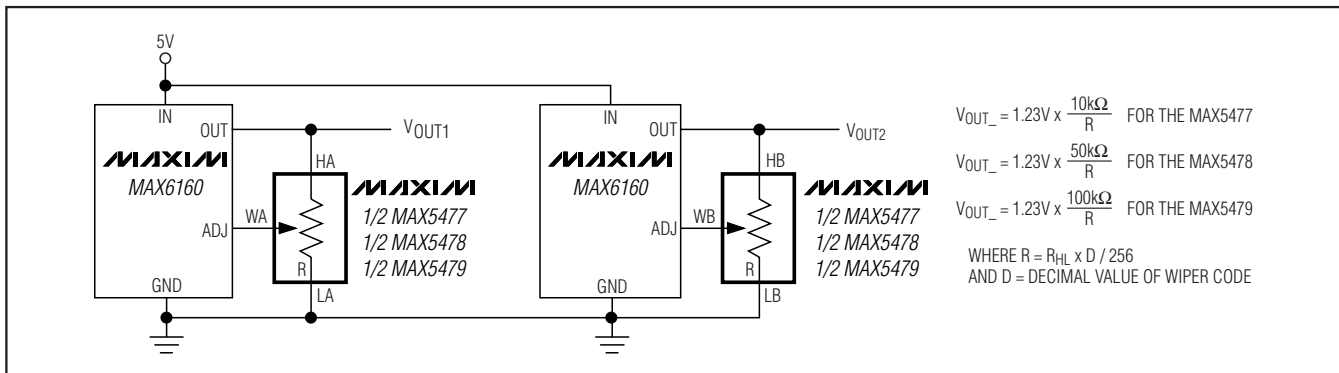 5V
IN
OUT
VOUT1
HA
MAXIM
MAX6160
WA
ADJ
R
LA
GND
MAXIM
1/2 MAX5477
1/2 MAX5478
1/2 MAX5479
IN
OUT
VOUT2
HB
MAXIM
MAX6160
WB
ADJ
R
LB
GND
MAXIM
1/2 MAX5477
1/2 MAX5478
1/2 MAX5479
VOUT_ = 1.23V x 10kΩ / R FOR THE MAX5477
VOUT_ = 1.23V x 50kΩ / R FOR THE MAX5478
VOUT_ = 1.23V x 100kΩ / R FOR THE MAX5479
WHERE R = RHL x D / 256
AND D = DECIMAL VALUE OF WIPER CODE